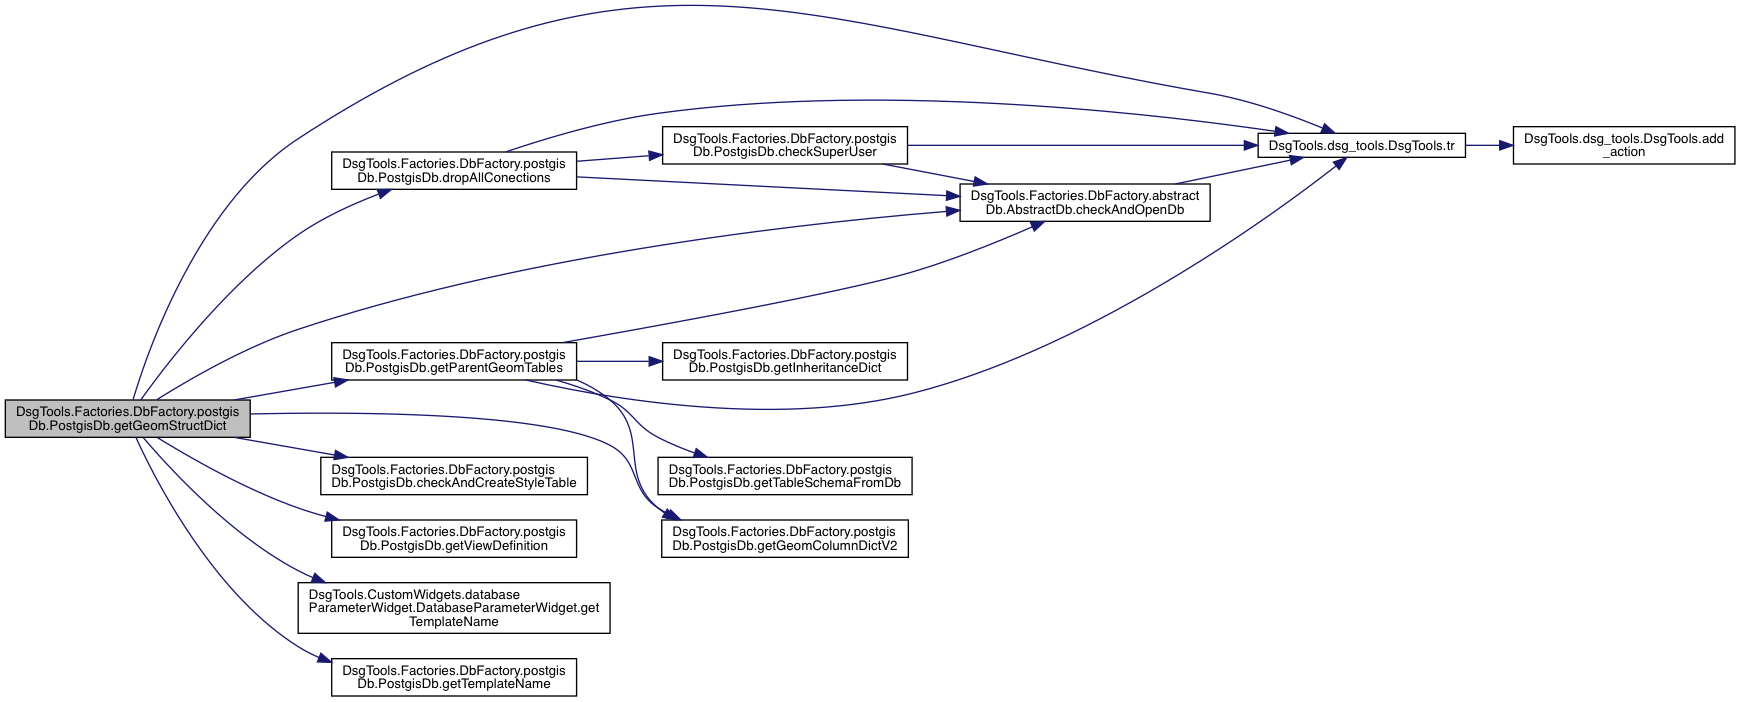 DsgTools.Factories.DbFactory.postgis
Db.PostgisDb.getGeomStructDict
DsgTools.Factories.DbFactory.postgis
Db.PostgisDb.dropAllConections
DsgTools.Factories.DbFactory.postgis
Db.PostgisDb.checkSuperUser
DsgTools.Factories.DbFactory.abstract
Db.AbstractDb.checkAndOpenDb
DsgTools.dsg_tools.DsgTools.tr
DsgTools.dsg_tools.DsgTools.add
_action
DsgTools.Factories.DbFactory.postgis
Db.PostgisDb.getParentGeomTables
DsgTools.Factories.DbFactory.postgis
Db.PostgisDb.getInheritanceDict
DsgTools.Factories.DbFactory.postgis
Db.PostgisDb.getTableSchemaFromDb
DsgTools.Factories.DbFactory.postgis
Db.PostgisDb.getGeomColumnDictV2
DsgTools.Factories.DbFactory.postgis
Db.PostgisDb.checkAndCreateStyleTable
DsgTools.Factories.DbFactory.postgis
Db.PostgisDb.getViewDefinition
DsgTools.CustomWidgets.database
ParameterWidget.DatabaseParameterWidget.get
TemplateName
DsgTools.Factories.DbFactory.postgis
Db.PostgisDb.getTemplateName